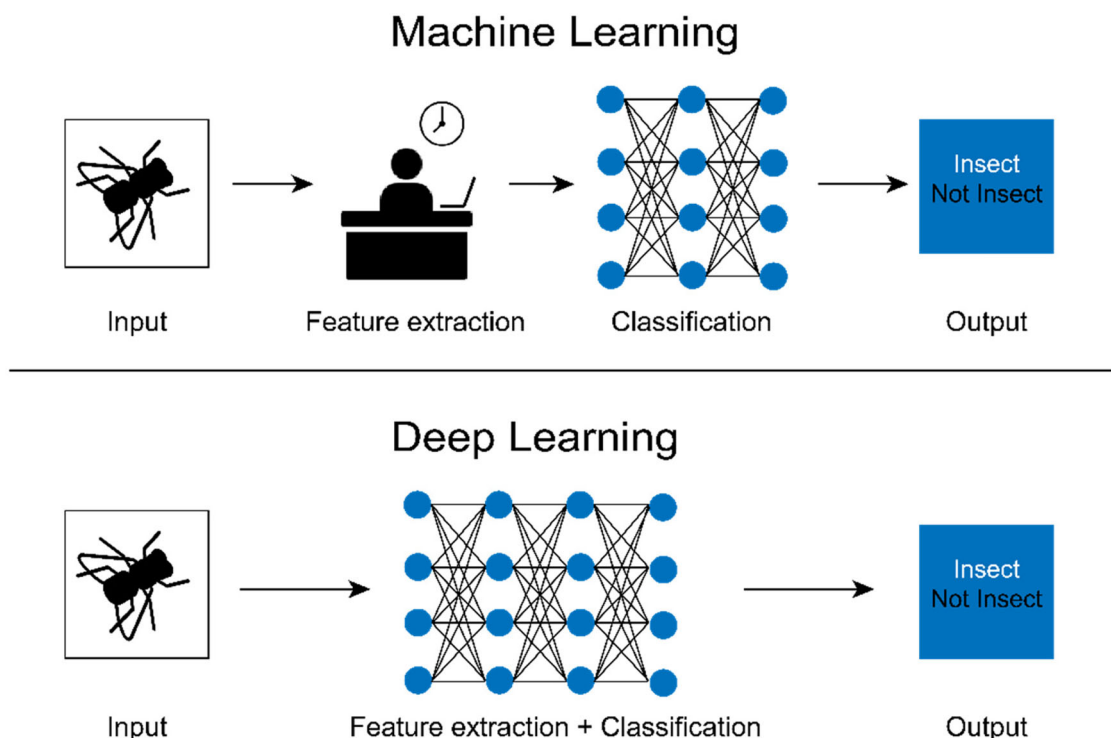 Machine Learning
Insect
Not Insect
Input
Feature extraction
Classification
Output
Deep Learning
Insect
Not Insect
Input
Feature extraction + Classification
Output